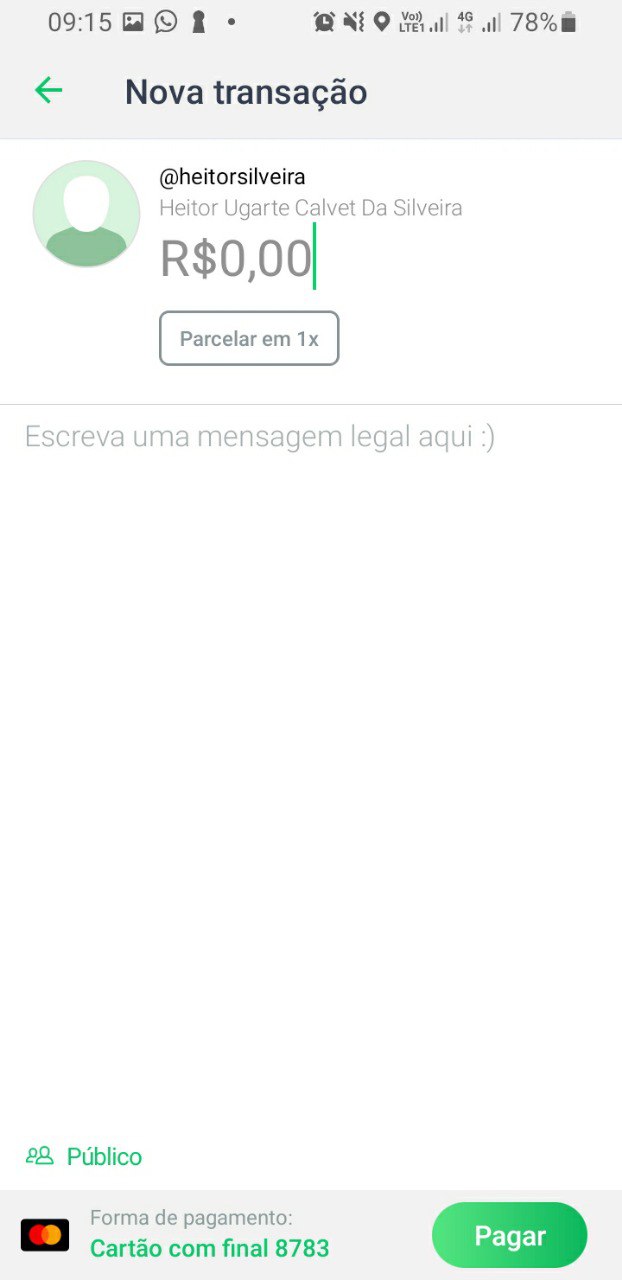 09:15 Vo)) LTE1 4G 78%
Nova transação
@heitorsilveira
Heitor Ugarte Calvet Da Silveira
R$0,00
Parcelar em 1x
Escreva uma mensagem legal aqui :)
Público
Forma de pagamento:
Cartão com final 8783
Pagar